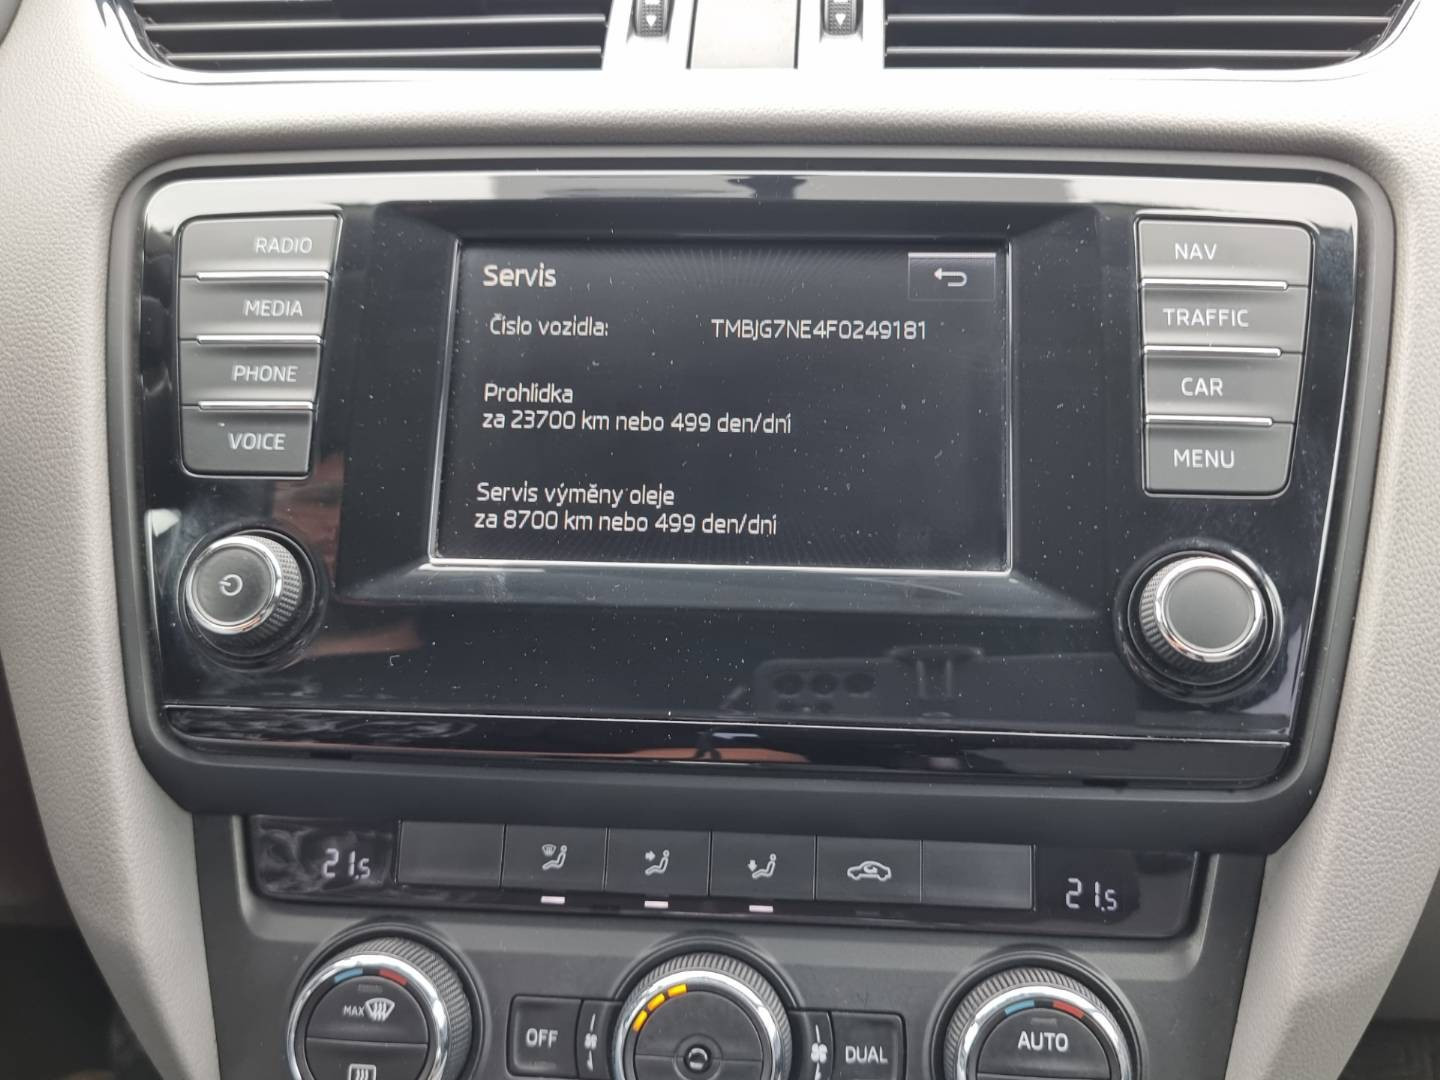 RADIO
MEDIA
PHONE
VOICE
Servis
Číslo vozidla: TMBJG7NE4F0249181
Prohlídka
za 23700 km nebo 499 den/dní
Servis výměny oleje
za 8700 km nebo 499 den/dní
NAV
TRAFFIC
CAR
MENU
21.5
21.5
MAX
OFF
DUAL
AUTO